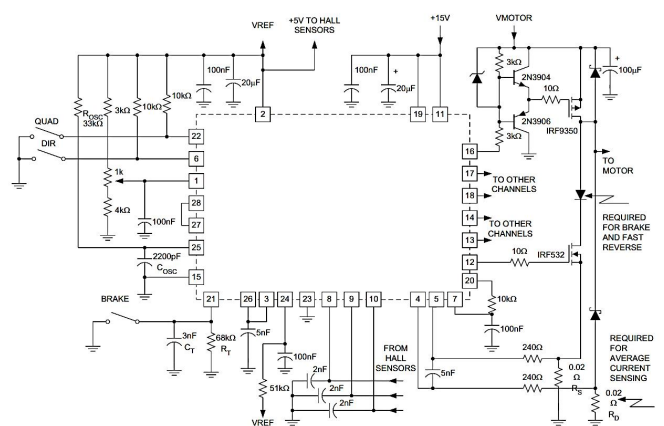 VREF
+5V TO HALL
SENSORS
+15V
VMOTOR
100nF
20µF
+
100nF
20µF
+
3kΩ
2N3904
10Ω
+
100µF
ROSC
33kΩ
3kΩ
10kΩ
10kΩ
2
19
11
2N3906
3kΩ
IRF9350
QUAD
22
16
DIR
6
17
TO OTHER
CHANNELS
TO
MOTOR
1k
1
18
28
14
TO OTHER
CHANNELS
REQUIRED
FOR BRAKE
AND FAST
REVERSE
4kΩ
100nF
27
13
25
12
10Ω
IRF532
2200pF
COSC
15
20
10kΩ
21
26
3
24
23
8
9
10
4
5
7
BRAKE
3nF
CT
68kΩ
RT
5nF
100nF
100nF
FROM
HALL
SENSORS
240Ω
REQUIRED
FOR
AVERAGE
CURRENT
SENSING
51kΩ
2nF
2nF
2nF
5nF
240Ω
0.02
Ω
RS
0.02
Ω
RD
VREF